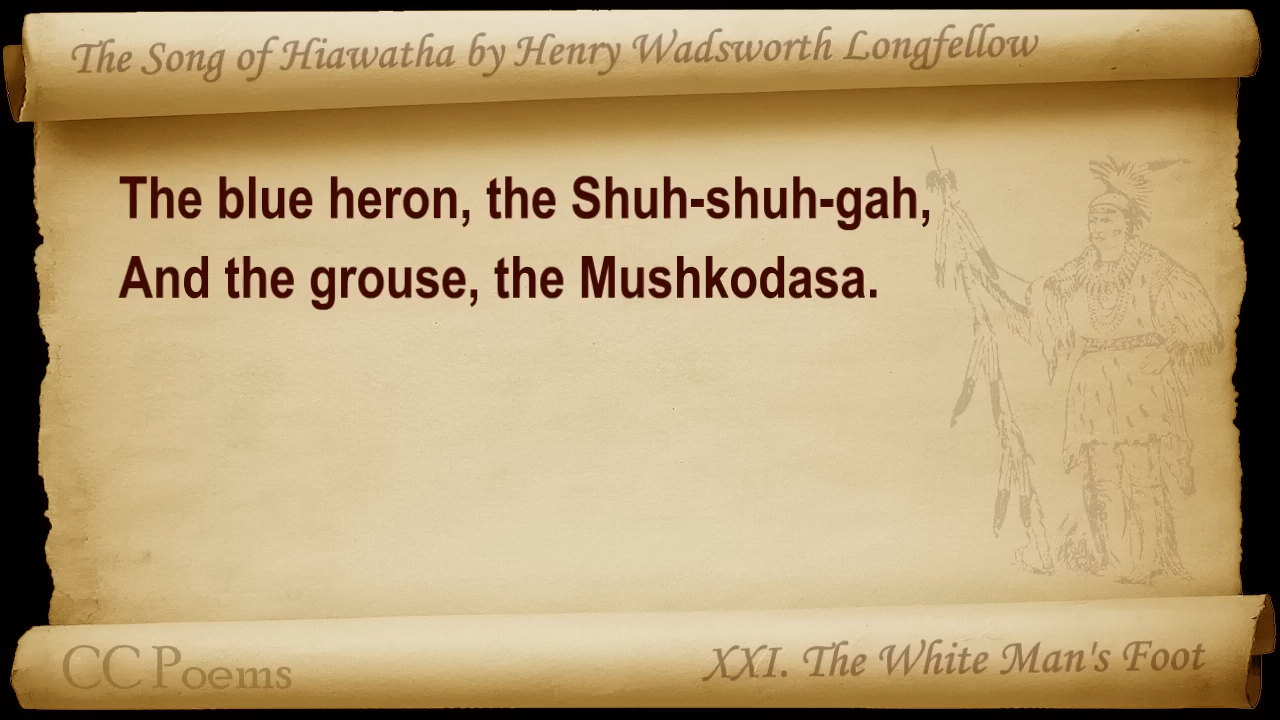 The Song of Hiawatha by Henry Wadsworth Longfellow
The blue heron, the Shuh-shuh-gah,
And the grouse, the Mushkodasa.
CC Poems
XXI. The White Man's Foot